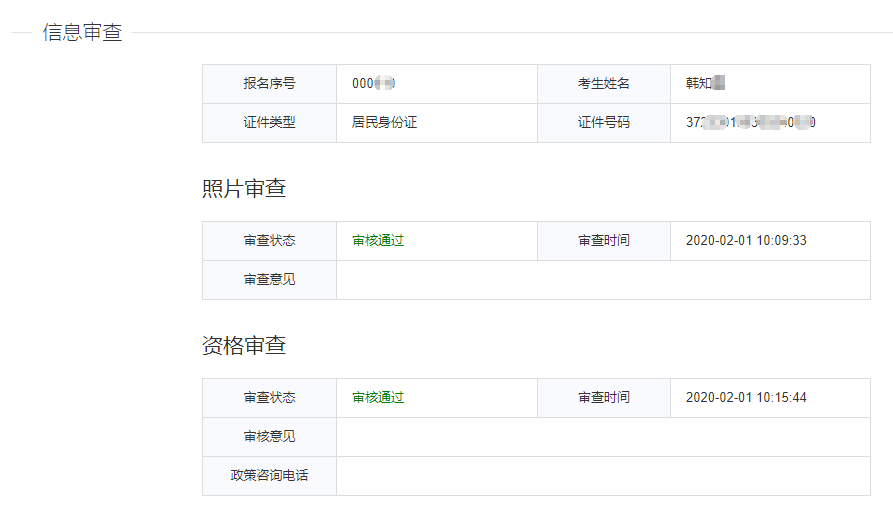 信息审查
报名序号 000 考生姓名 韩知
证件类型 居民身份证 证件号码 37
照片审查
审查状态 审核通过 审查时间 2020-02-01 10:09:33
审查意见
资格审查
审查状态 审核通过 审查时间 2020-02-01 10:15:44
审核意见
政策咨询电话